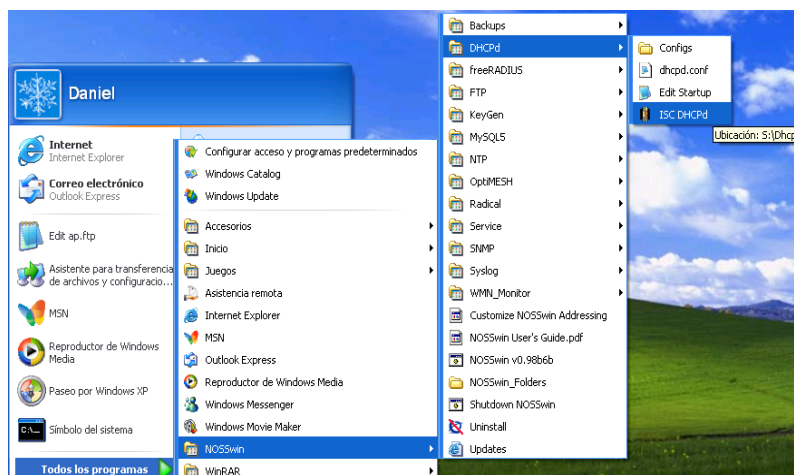 Daniel
Internet
Internet Explorer
Correo electrónico
Outlook Express
Edit ap.ftp
Asistente para transferencia
de archivos y configuracio...
MSN
Reproductor de Windows
Media
Paseo por Windows XP
Símbolo del sistema
Todos los programas
Configurar acceso y programas predeterminados
Windows Catalog
Windows Update
Accesorios
Inicio
Juegos
Asistencia remota
Internet Explorer
MSN
Outlook Express
Reproductor de Windows Media
Windows Messenger
Windows Movie Maker
NOSSwin
WinRAR
Backups
DHCPd
freeRADIUS
FTP
KeyGen
MySQL5
NTP
OptiMESH
Radical
Service
SNMP
Syslog
WMN_Monitor
Customize NOSSwin Addressing
NOSSwin User's Guide.pdf
NOSSwin v0.98b6b
NOSSwin_Folders
Shutdown NOSSwin
Uninstall
Updates
Configs
dhcpd.conf
Edit Startup
ISC DHCPd
Ubicación: S:\Dhcp